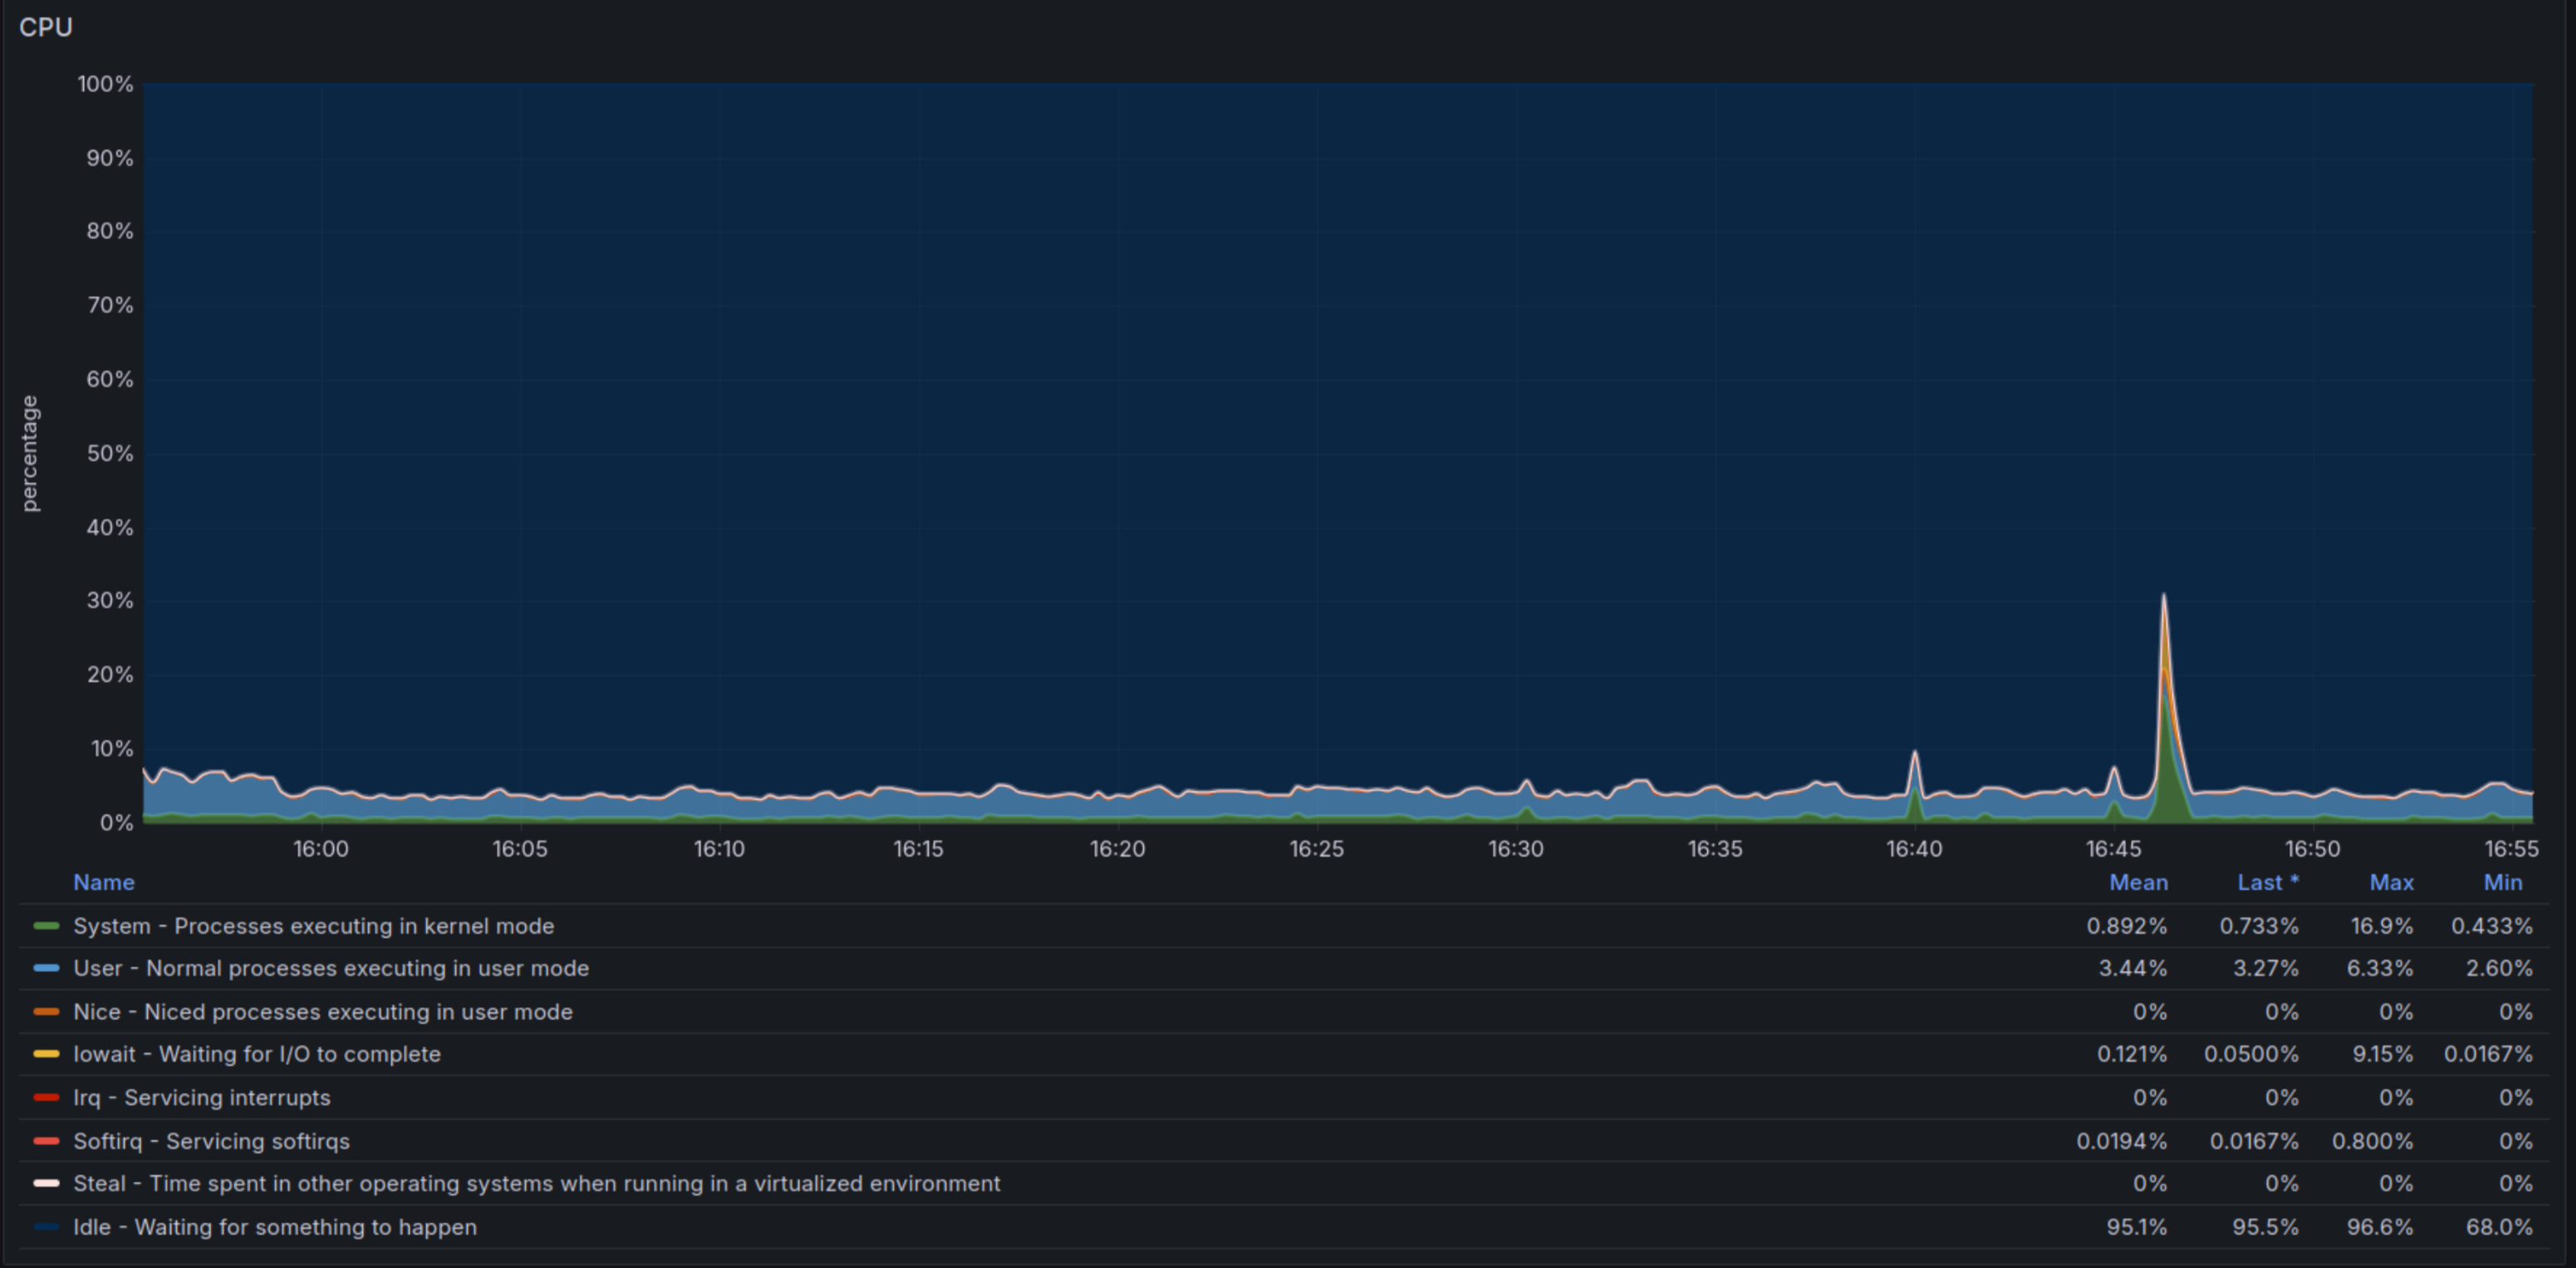 CPU
percentage
100%
90%
80%
70%
60%
50%
40%
30%
20%
10%
0%
16:00 16:05 16:10 16:15 16:20 16:25 16:30 16:35 16:40 16:45 16:50 16:55
Name Mean Last * Max Min
System - Processes executing in kernel mode 0.892% 0.733% 16.9% 0.433%
User - Normal processes executing in user mode 3.44% 3.27% 6.33% 2.60%
Nice - Niced processes executing in user mode 0% 0% 0% 0%
Iowait - Waiting for I/O to complete 0.121% 0.0500% 9.15% 0.0167%
Irq - Servicing interrupts 0% 0% 0% 0%
Softirq - Servicing softirqs 0.0194% 0.0167% 0.800% 0%
Steal - Time spent in other operating systems when running in a virtualized environment 0% 0% 0% 0%
Idle - Waiting for something to happen 95.1% 95.5% 96.6% 68.0%